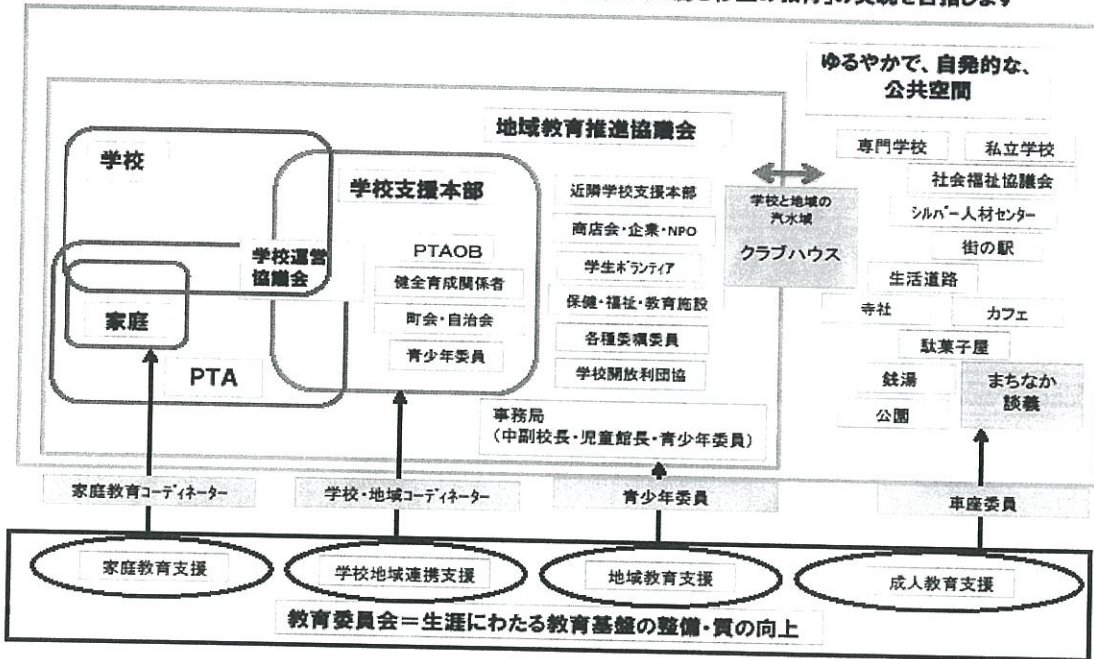 の実現を目指します
ゆるやかで、自発的な、
公共空間
地域教育推進協議会
学校
学校支援本部
学校運営
協議会
家庭
PTA
PTAOB
健全育成関係者
町会・自治会
青少年委員
近隣学校支援本部
商店会・企業・NPO
学生ボランティア
保健・福祉・教育施設
各種委嘱委員
学校開放利団協
事務局
(中副校長・児童館長・青少年委員)
学校と地域の
汽水域
クラブハウス
専門学校
私立学校
社会福祉協議会
シルバー人材センター
街の駅
生活道路
寺社
カフェ
駄菓子屋
銭湯
まちなか
談義
公園
家庭教育コーディネーター
学校・地域コーディネーター
青少年委員
車座委員
家庭教育支援
学校地域連携支援
地域教育支援
成人教育支援
教育委員会=生涯にわたる教育基盤の整備・質の向上